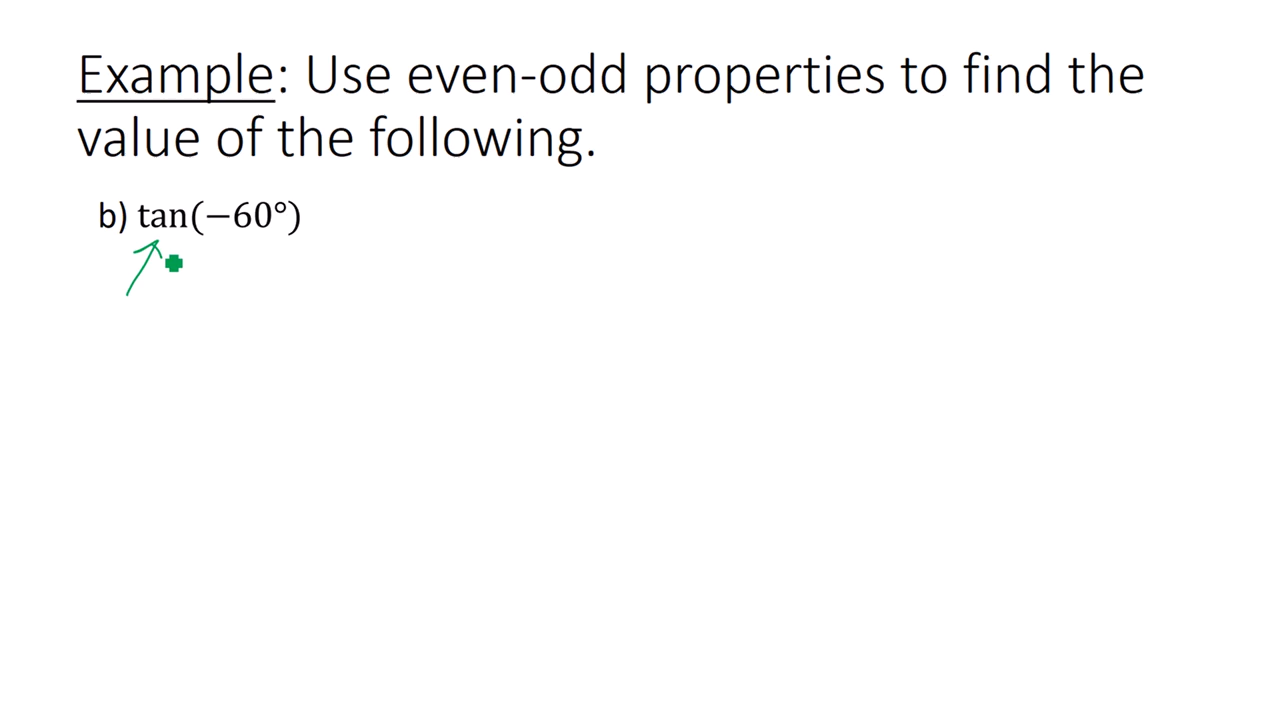 Example: Use even-odd properties to find the
value of the following.
b) tan(−60°)